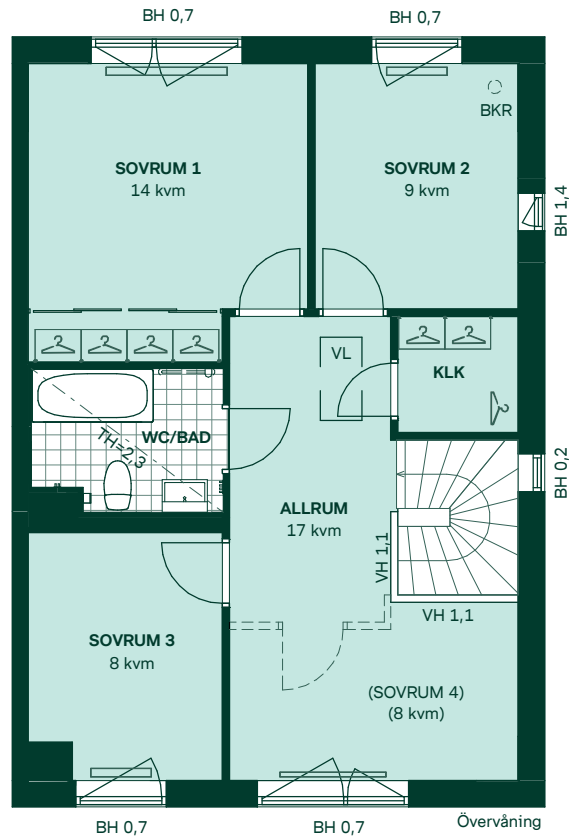 BH 0,7
BH 0,7
BKR
SOVRUM 1
14 kvm
SOVRUM 2
9 kvm
BH 1,4
VL
KLK
WC/BAD
TH=2,3
BH 0,2
ALLRUM
17 kvm
VH 1,1
VH 1,1
SOVRUM 3
8 kvm
(SOVRUM 4)
(8 kvm)
BH 0,7
BH 0,7
Övervåning